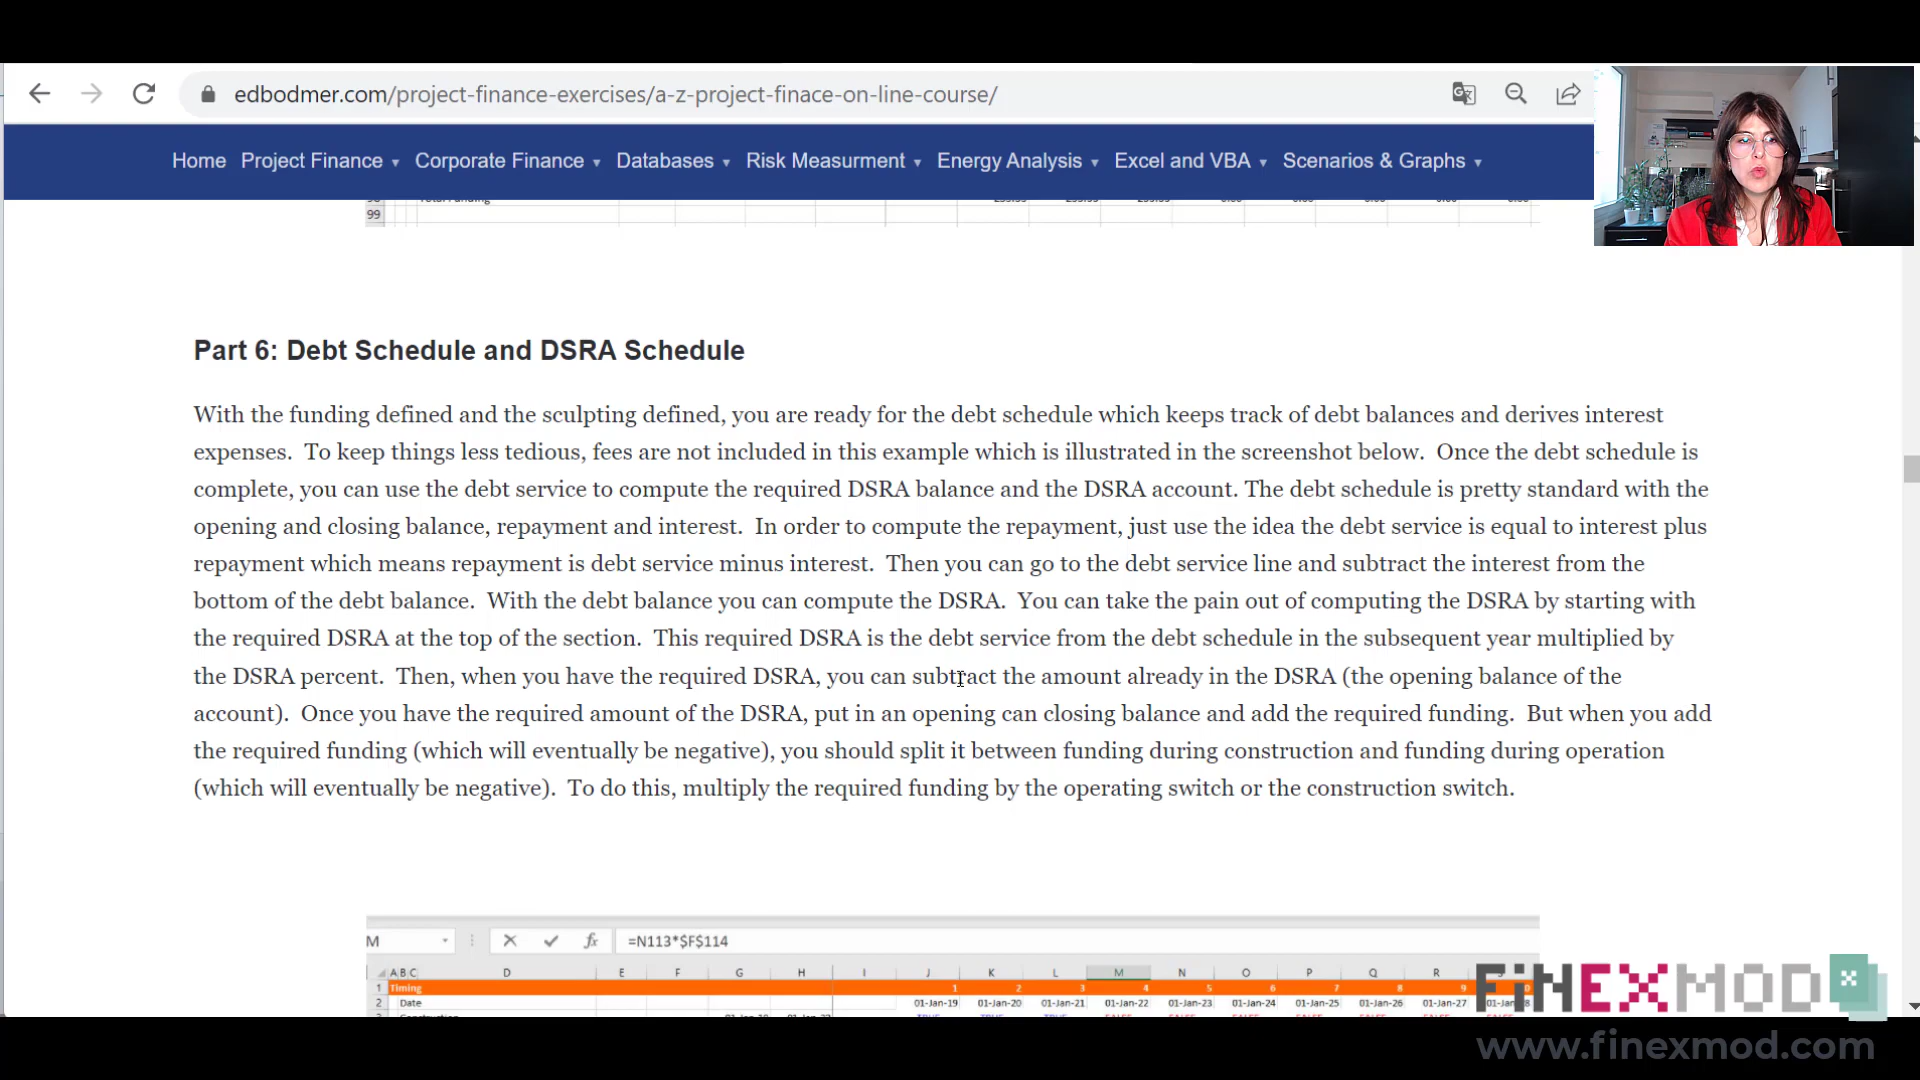 edbodmer.com/project-finance-exercises/a-z-project-finace-on-line-course/
Home Project Finance Corporate Finance Databases Risk Measurment Energy Analysis Excel and VBA Scenarios & Graphs
99
Part 6: Debt Schedule and DSRA Schedule
With the funding defined and the sculpting defined, you are ready for the debt schedule which keeps track of debt balances and derives interest
expenses. To keep things less tedious, fees are not included in this example which is illustrated in the screenshot below. Once the debt schedule is
complete, you can use the debt service to compute the required DSRA balance and the DSRA account. The debt schedule is pretty standard with the
opening and closing balance, repayment and interest. In order to compute the repayment, just use the idea the debt service is equal to interest plus
repayment which means repayment is debt service minus interest. Then you can go to the debt service line and subtract the interest from the
bottom of the debt balance. With the debt balance you can compute the DSRA. You can take the pain out of computing the DSRA by starting with
the required DSRA at the top of the section. This required DSRA is the debt service from the debt schedule in the subsequent year multiplied by
the DSRA percent. Then, when you have the required DSRA, you can subtract the amount already in the DSRA (the opening balance of the
account). Once you have the required amount of the DSRA, put in an opening can closing balance and add the required funding. But when you add
the required funding (which will eventually be negative), you should split it between funding during construction and funding during operation
(which will eventually be negative). To do this, multiply the required funding by the operating switch or the construction switch.
M fx =N113*$F$114
A B C D E F G H I J K L M N O P Q R
1 Timing 1 2 3 4 5 6 7 8 9
2 Date 01-Jan-19 01-Jan-20 01-Jan-21 01-Jan-22 01-Jan-23 01-Jan-24 01-Jan-25 01-Jan-26 01-Jan-27
FINEXMOD
www.finexmod.com